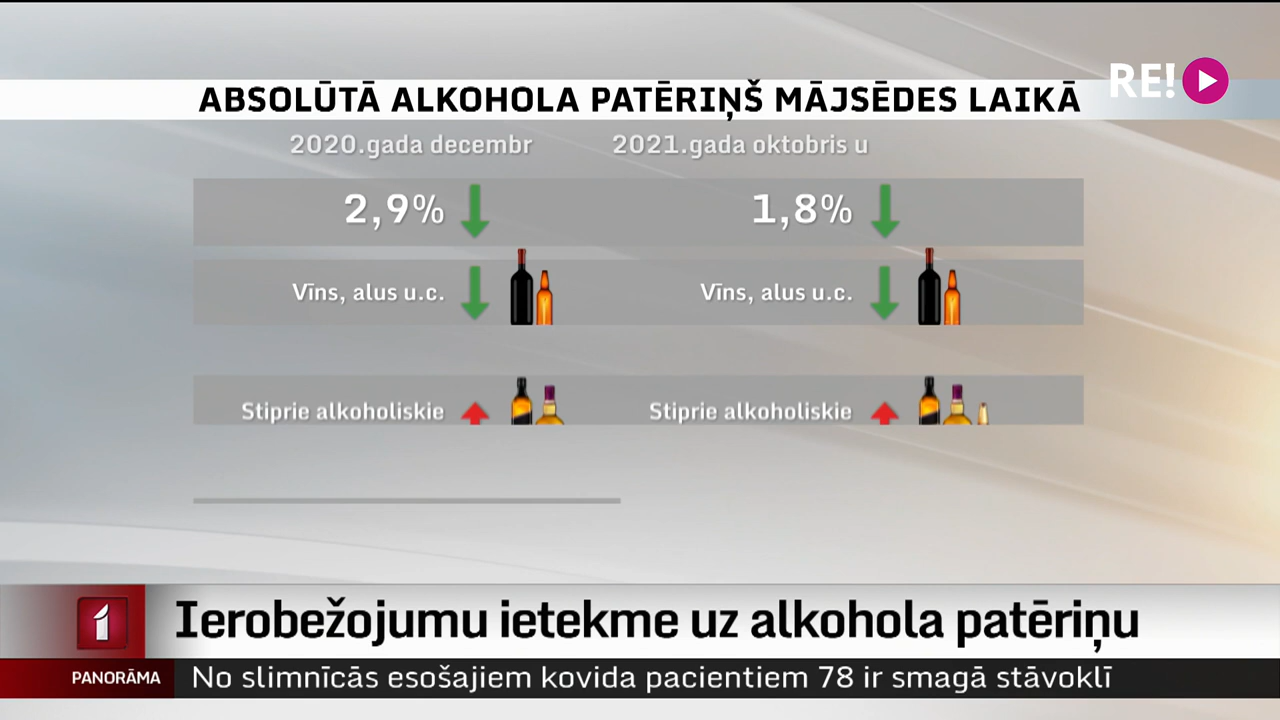 RE!
ABSOLŪTĀ ALKOHOLA PATĒRIŅŠ MĀJSĒDES LAIKĀ
2020.gada decembr 2021.gada oktobris u
2,9% 1,8%
Vīns, alus u.c. Vīns, alus u.c.
Stiprie alkoholiskie Stiprie alkoholiskie
1 Ierobežojumu ietekme uz alkohola patēriņu
PANORĀMA No slimnīcās esošajiem kovida pacientiem 78 ir smagā stāvoklī